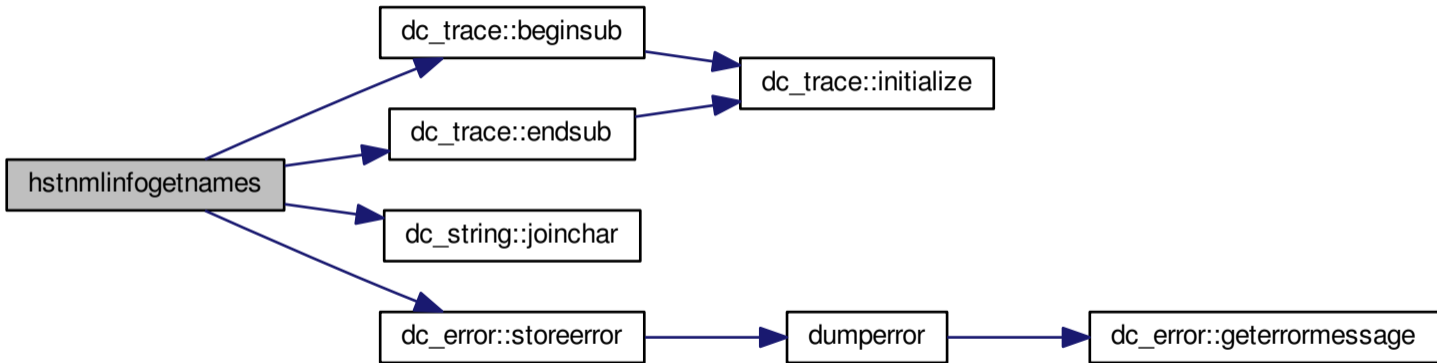 dc_trace::beginsub
dc_trace::initialize
dc_trace::endsub
hstnmlinfogetnames
dc_string::joinchar
dc_error::storeerror
dumperror
dc_error::geterrormessage